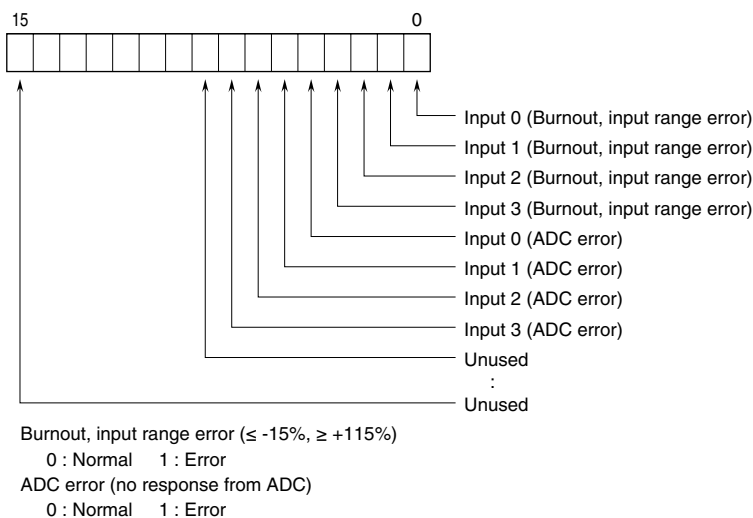 15 0
Input 0 (Burnout, input range error)
Input 1 (Burnout, input range error)
Input 2 (Burnout, input range error)
Input 3 (Burnout, input range error)
Input 0 (ADC error)
Input 1 (ADC error)
Input 2 (ADC error)
Input 3 (ADC error)
Unused
:
Unused
Burnout, input range error (≤ -15%, ≥ +115%)
0 : Normal 1 : Error
ADC error (no response from ADC)
0 : Normal 1 : Error